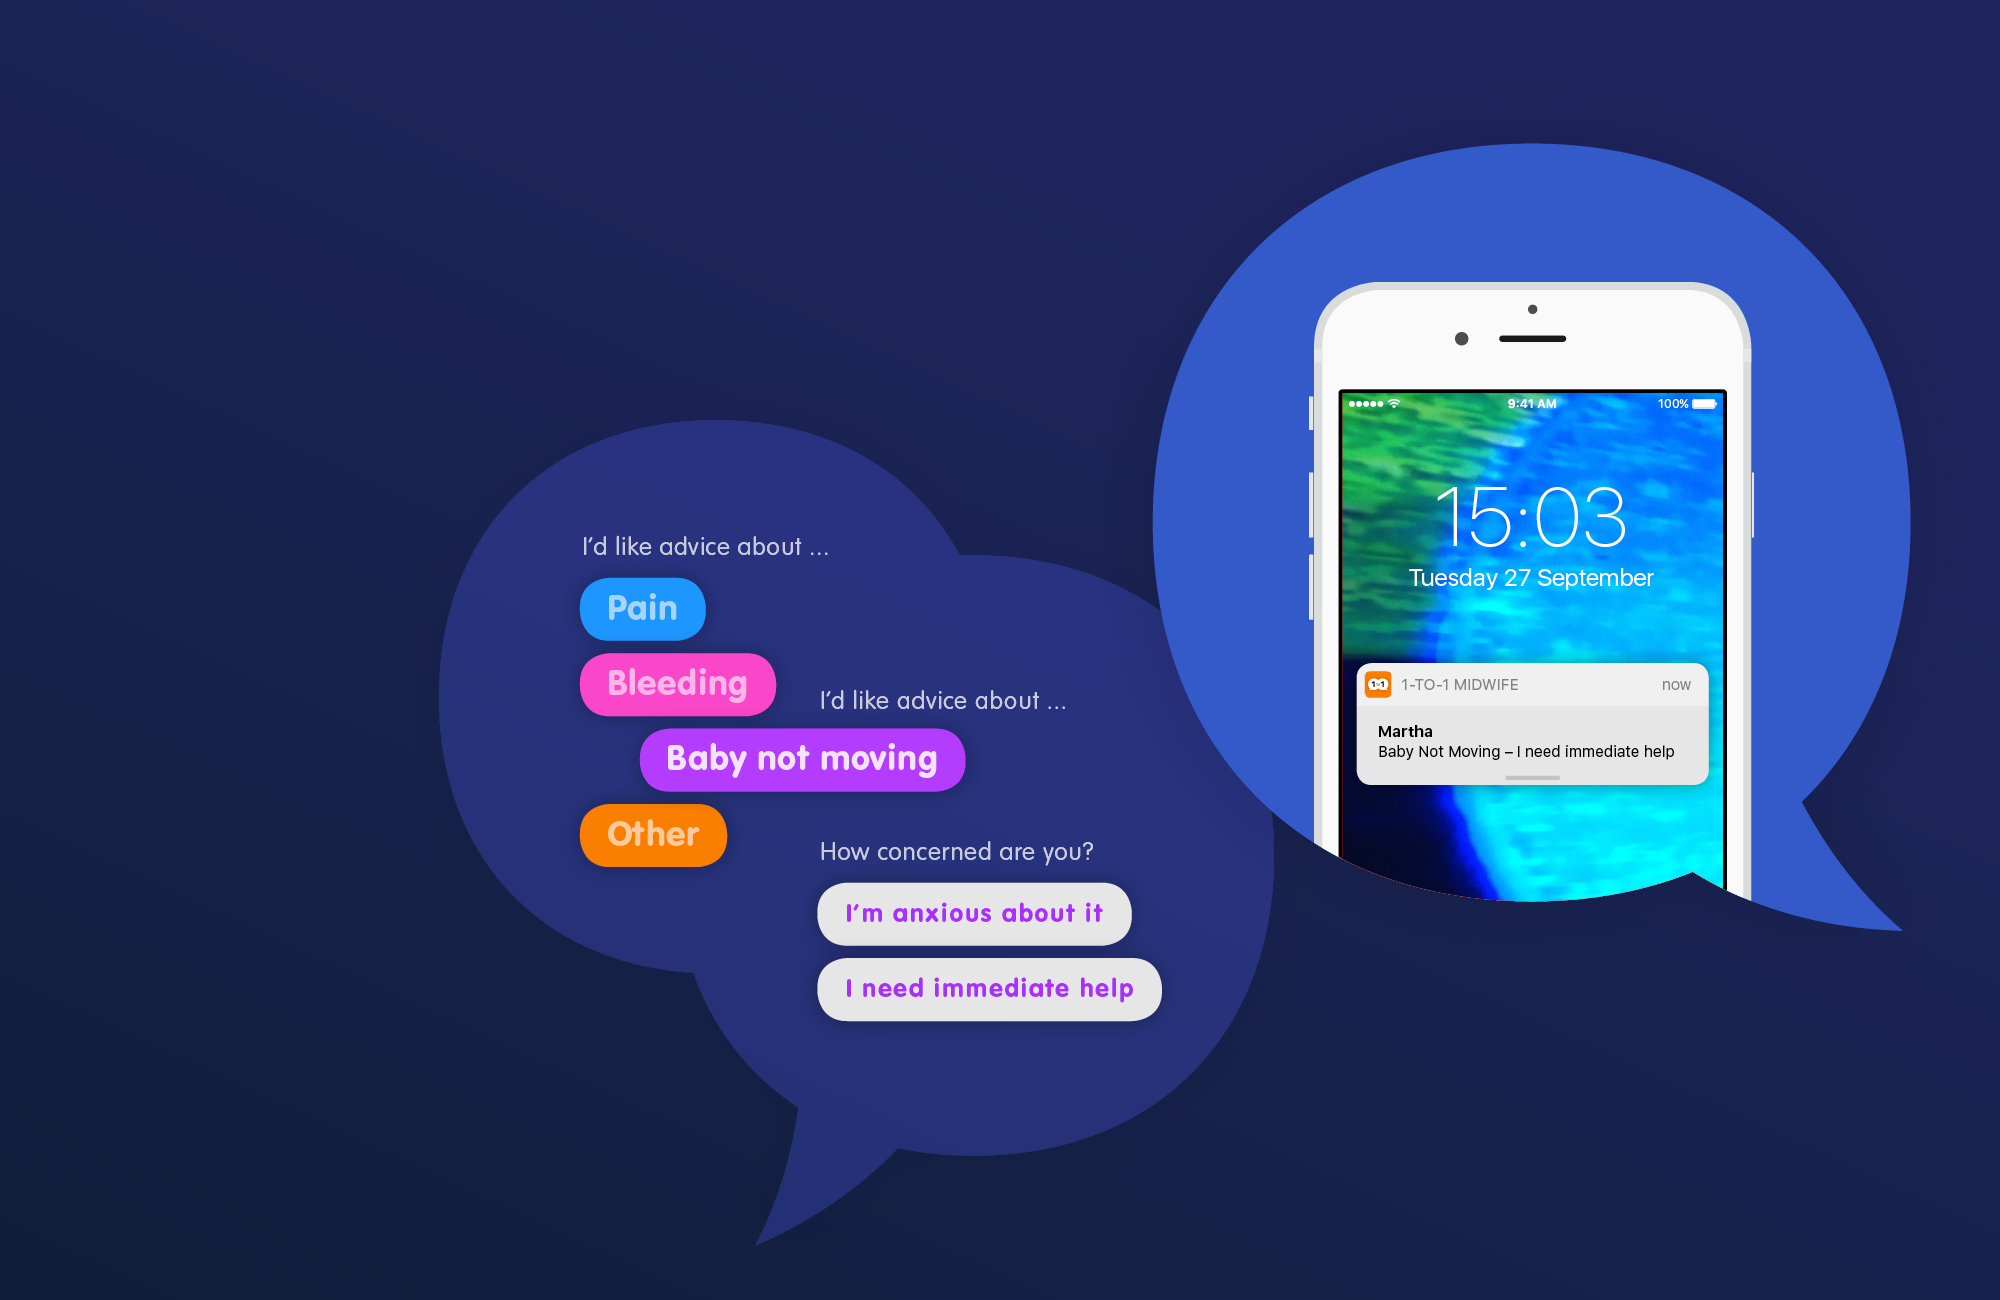 I'd like advice about ...
Pain
Bleeding
I'd like advice about ...
Baby not moving
Other
How concerned are you?
I'm anxious about it
I need immediate help
9:41 AM
100%
15:03
Tuesday 27 September
1-TO-1 MIDWIFE
now
Martha
Baby Not Moving – I need immediate help